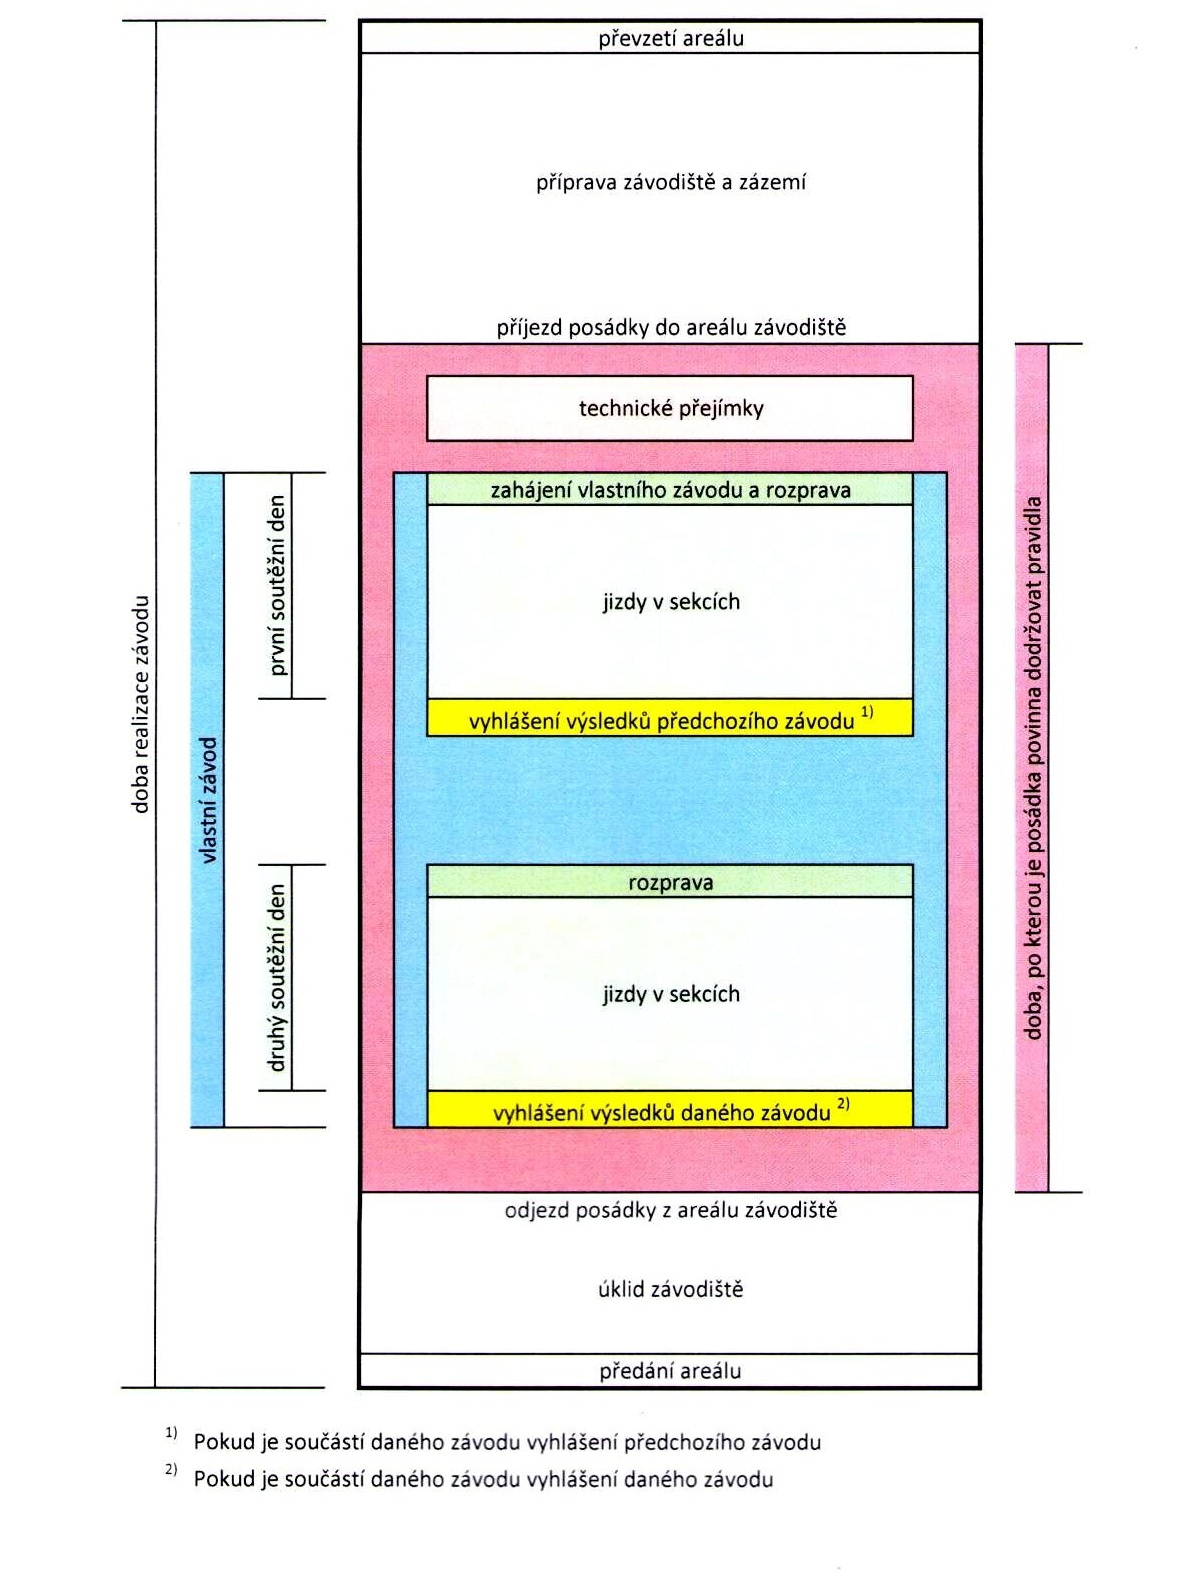 převzetí areálu
příprava závodiště a zázemí
příjezd posádky do areálu závodiště
technické přejímky
zahájení vlastního závodu a rozprava
jizdy v sekcích
vyhlášení výsledků předchozího závodu 1)
rozprava
jizdy v sekcích
vyhlášení výsledků daného závodu 2)
odjezd posádky z areálu závodiště
úklid závodiště
předání areálu
doba realizace závodu
vlastní závod
první soutěžní den
druhý soutěžní den
doba, po kterou je posádka povinna dodržovat pravidla
1) Pokud je součástí daného závodu vyhlášení předchozího závodu
2) Pokud je součástí daného závodu vyhlášení daného závodu